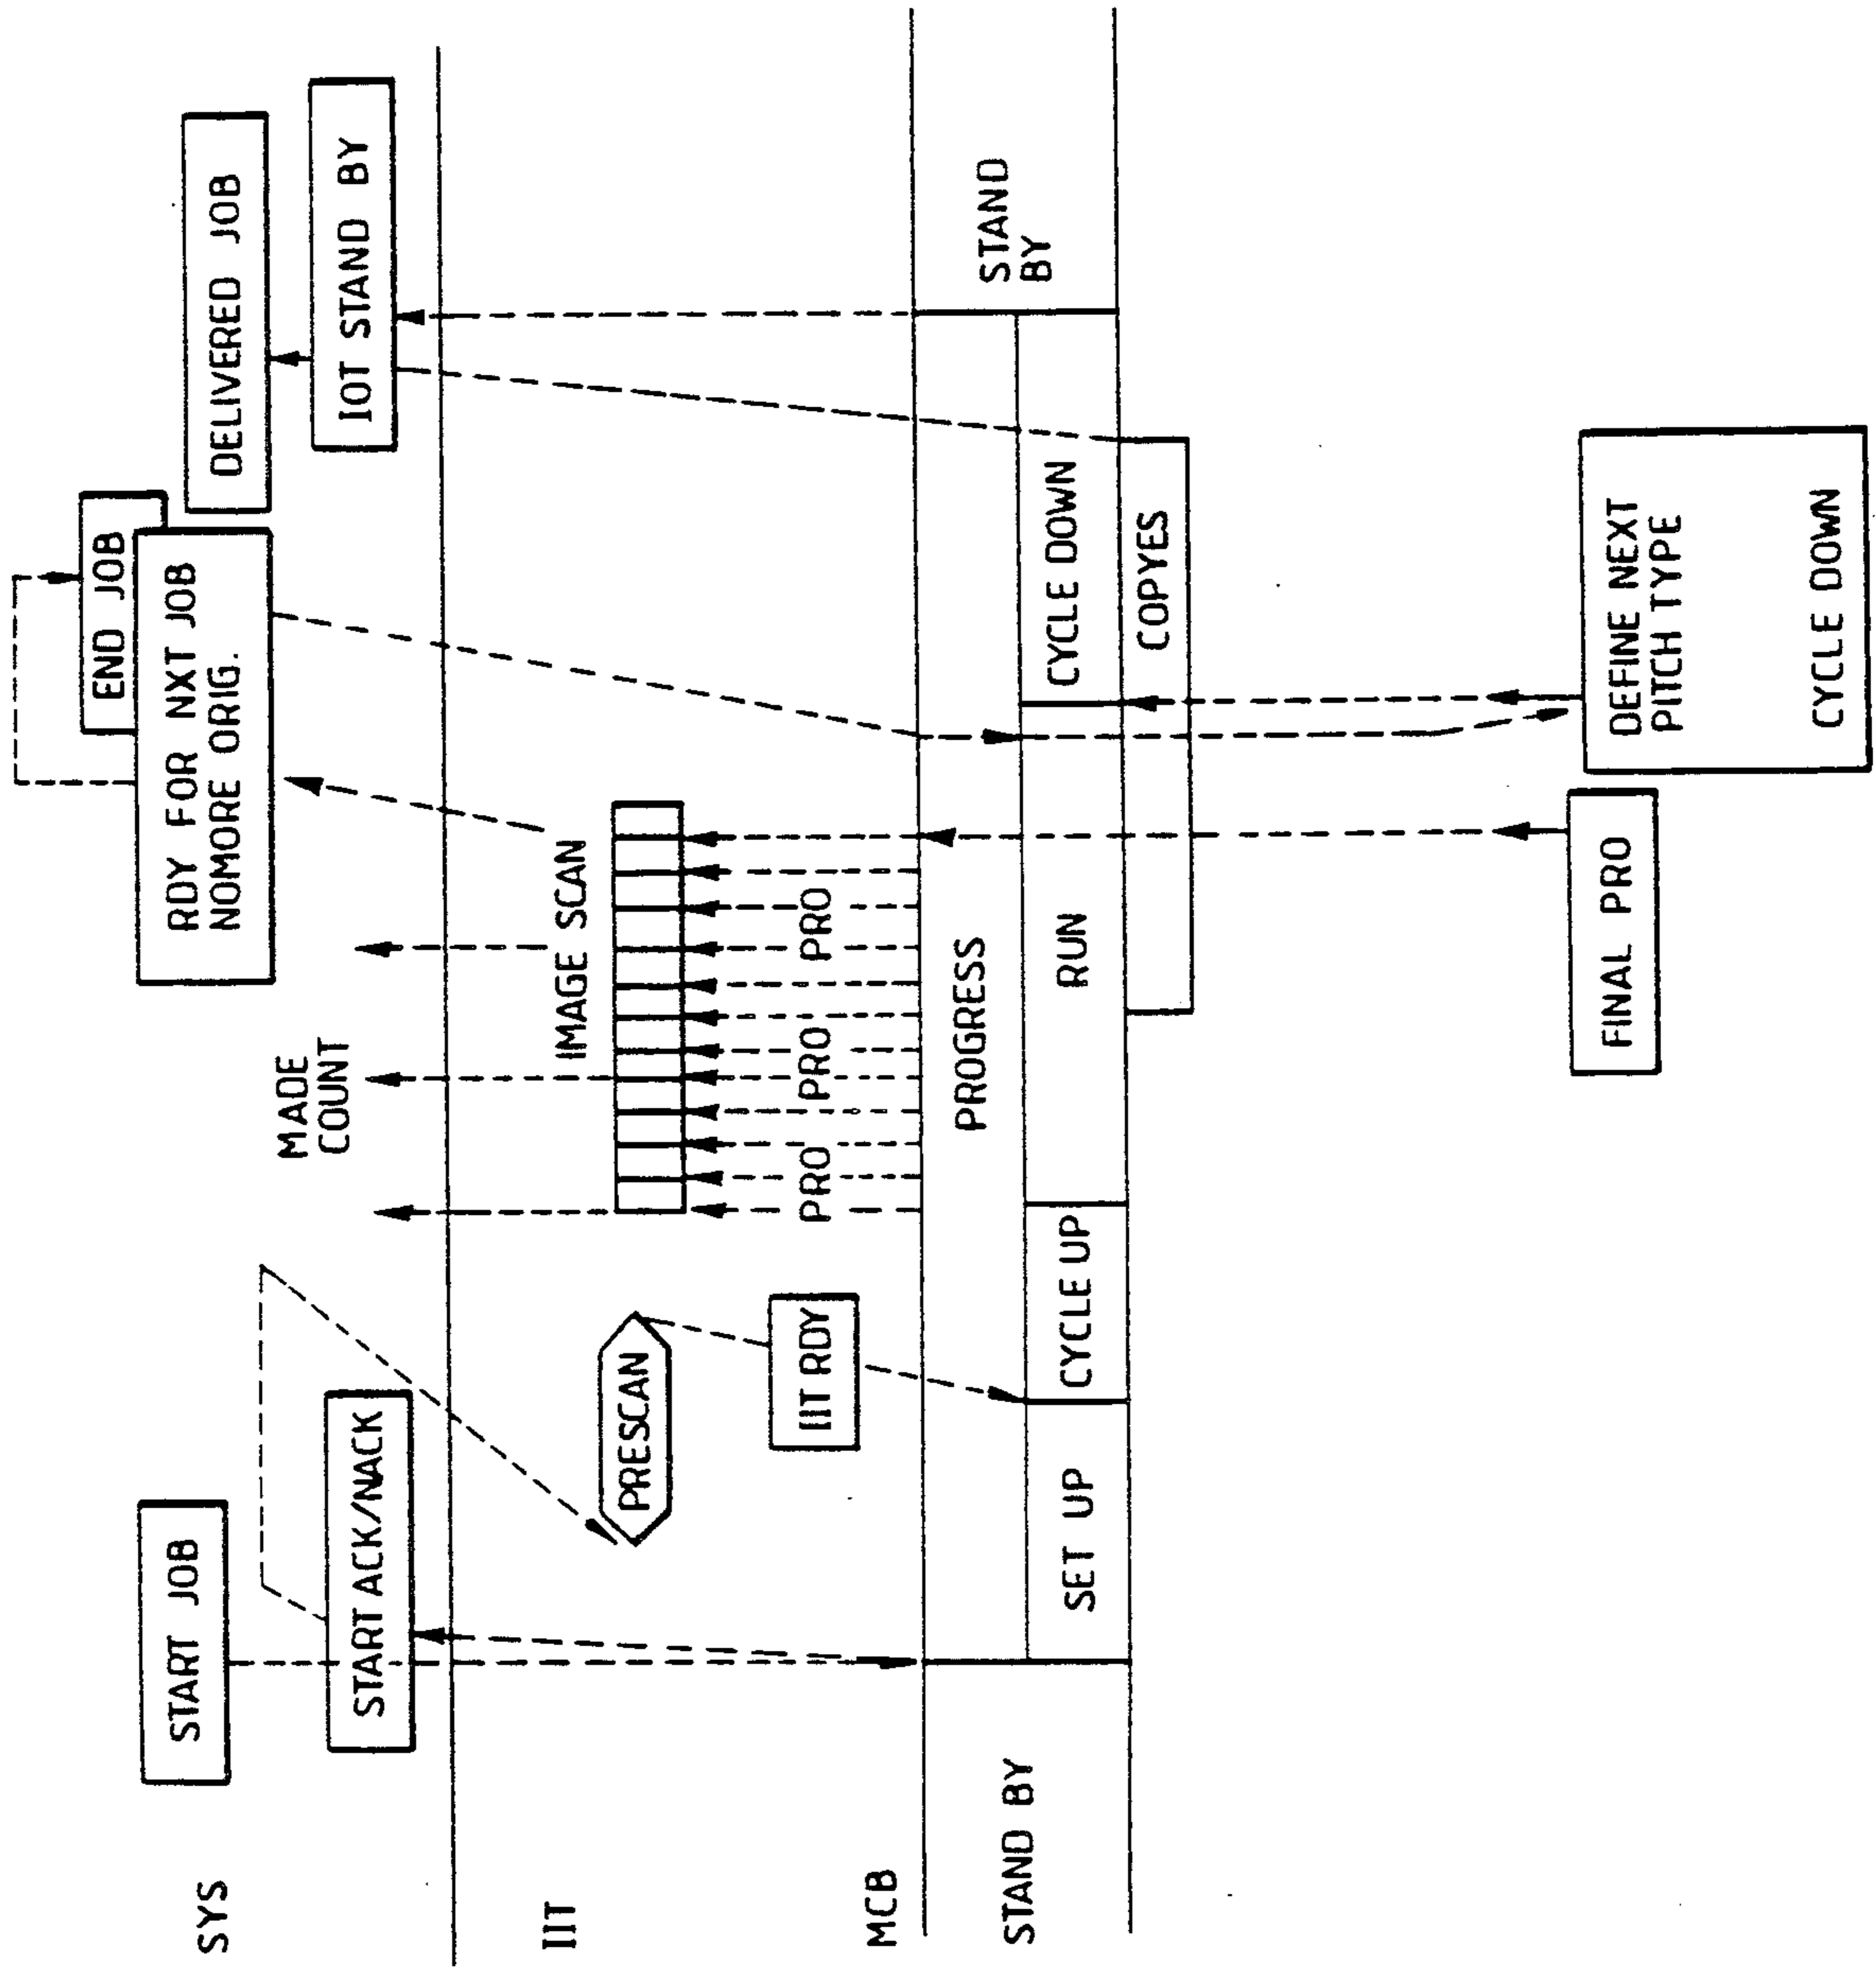 SYS
START JOB
START ACK/NACK
MADE
COUNT
END JOB
RDY FOR NXT JOB
NOMORE ORIG.
DELIVERED JOB
IOT STAND BY
IIT
PRESCAN
IIT RDY
IMAGE SCAN
PRO
PRO
PRO
MCB
STAND BY
PROGRESS
SET UP
CYCLE UP
RUN
CYCLE DOWN
STAND
BY
COPYES
FINAL PRO
DEFINE NEXT
PITCH TYPE
CYCLE DOWN